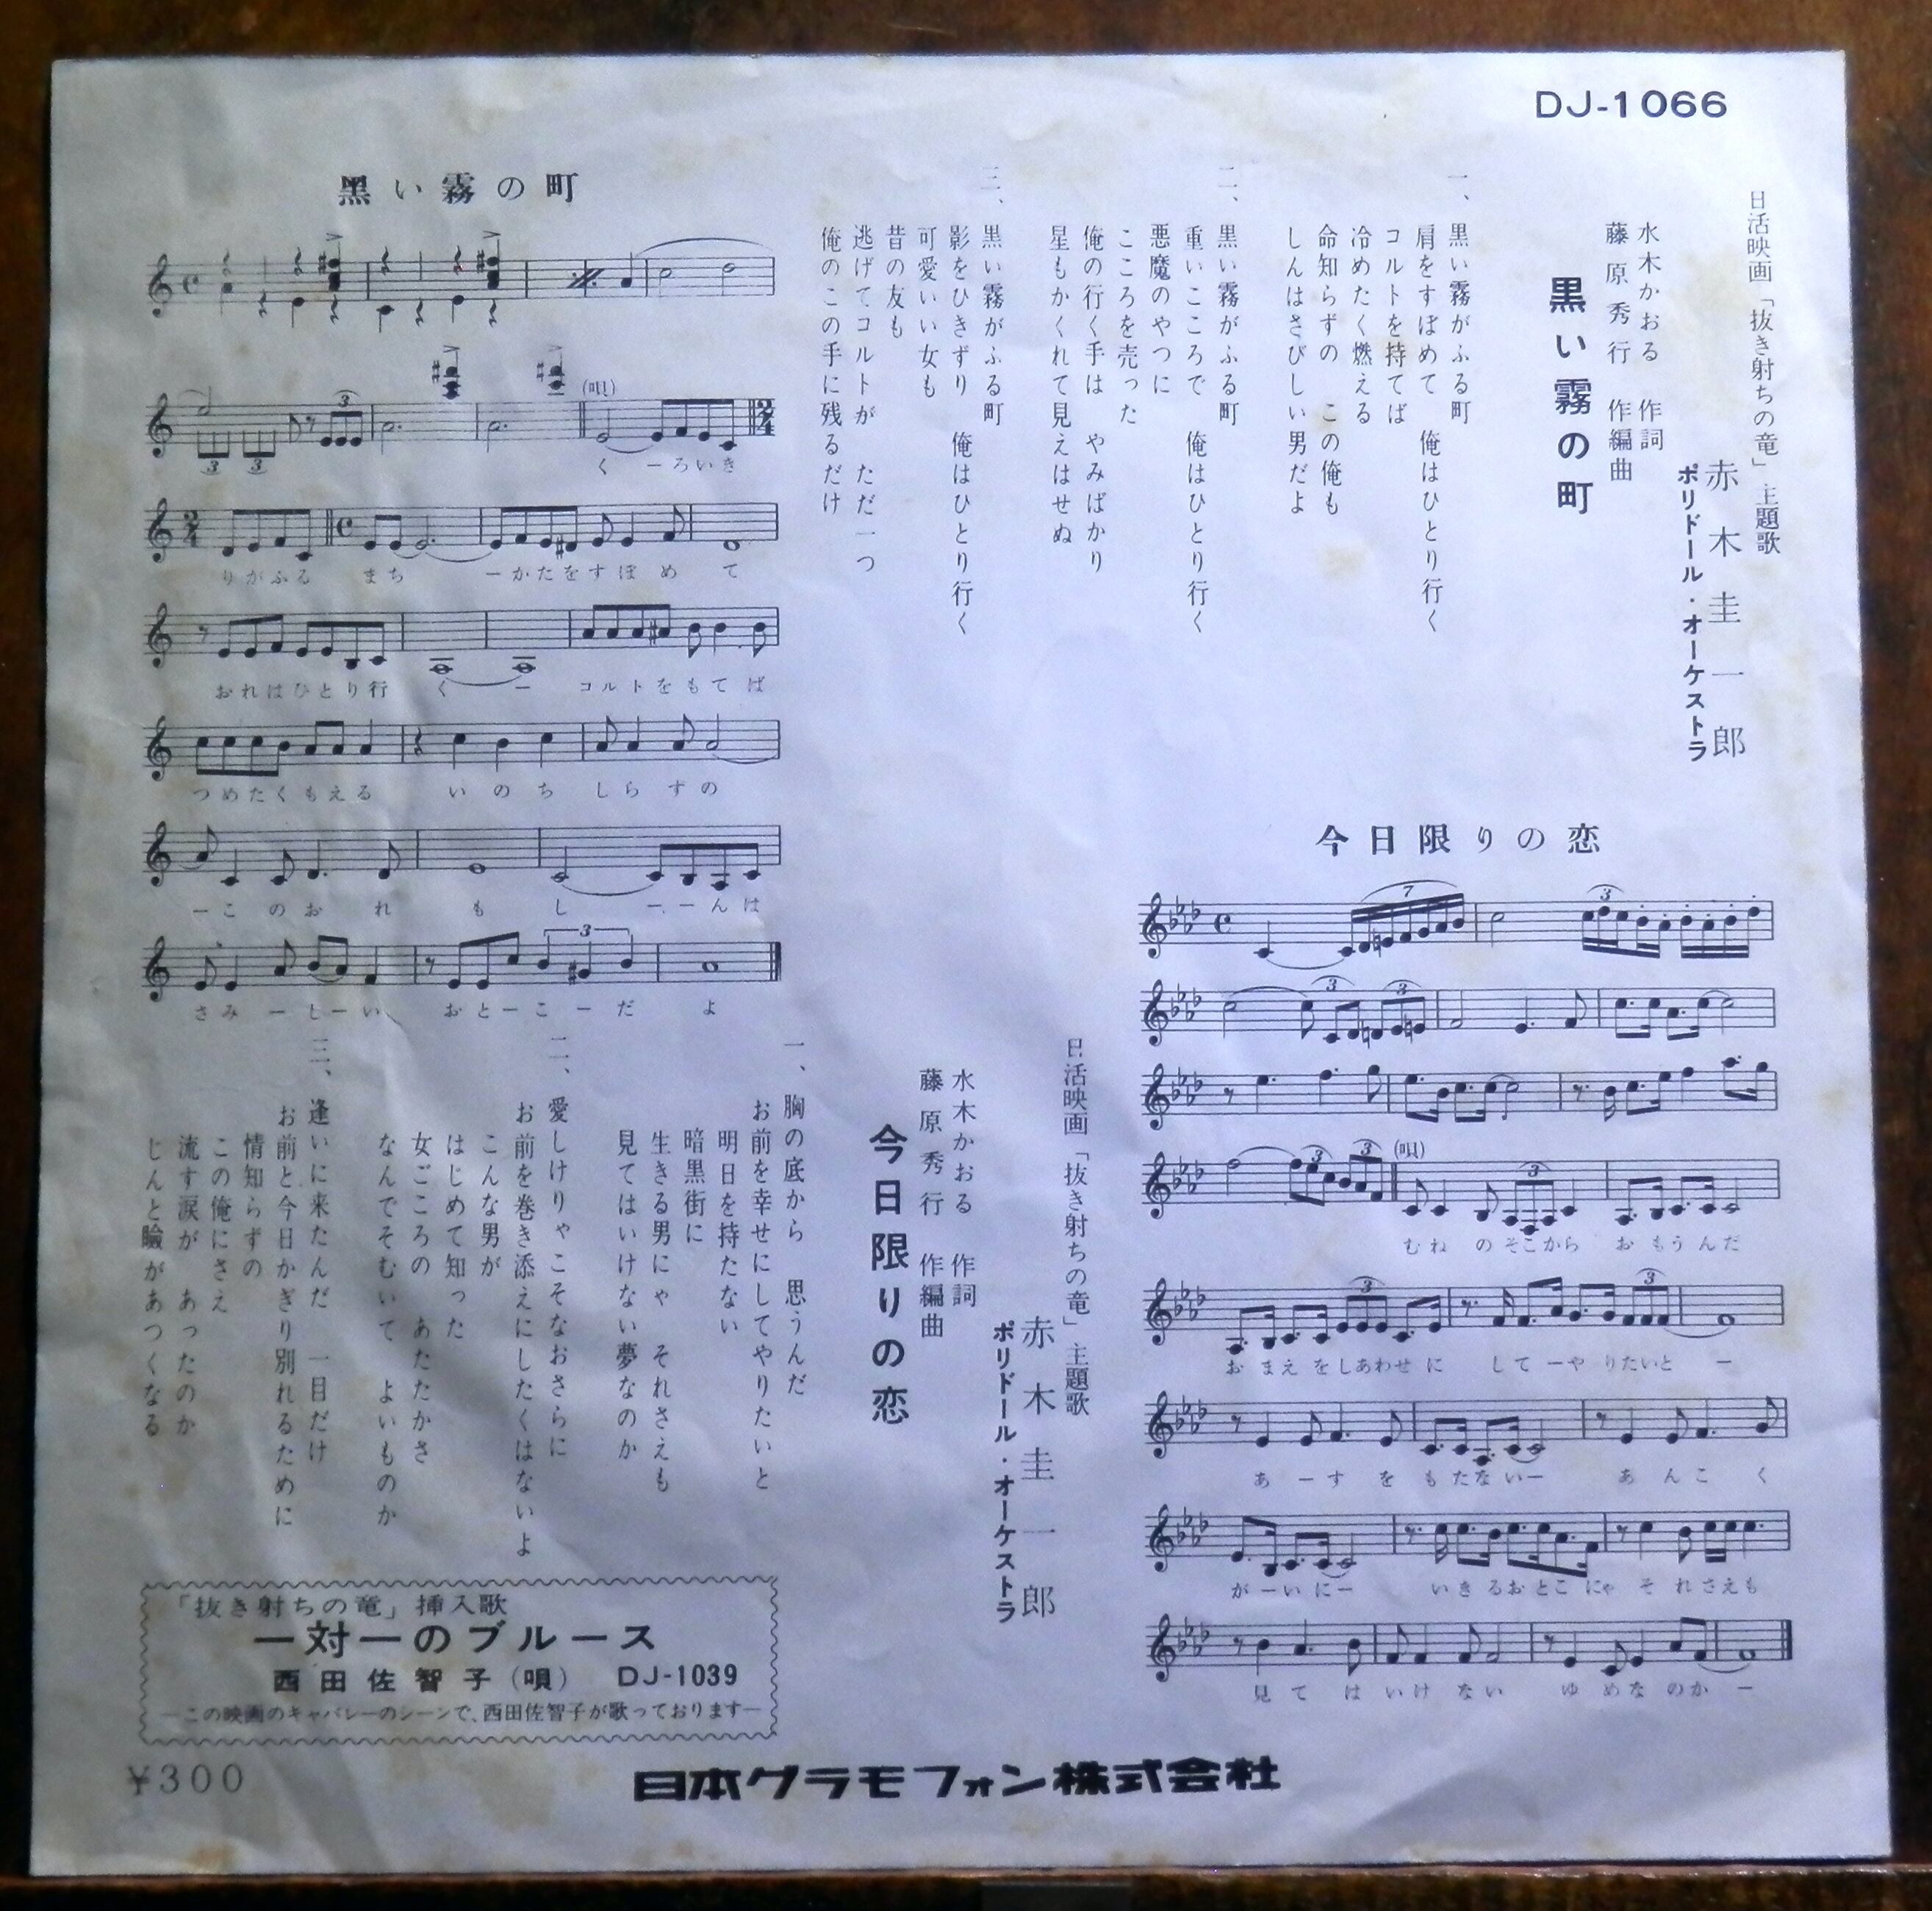 DJ-1066
日活映画「抜き射ちの竜」主題歌
赤木圭一郎
ポリドール・オーケストラ
水木かおる 作詞
藤原秀行 作編曲
黒い霧の町
一、
黒い霧がふる町
肩をすぼめて 俺はひとり行く
コルトを持てば
冷めたく燃える
命知らずの この俺も
しんはさびしい男だよ
二、
黒い霧がふる町
重いこころで 俺はひとり行く
悪魔のやつに
こころを売った
俺の行く手は やみばかり
星もかくれて見えはせぬ
三、
黒い霧がふる町
影をひきずり 俺はひとり行く
可愛いい女も
昔の友も
逃げてコルトが ただ一つ
俺のこの手に残るだけ
黒い霧の町
(唄)
く ーろいき
りがふる まち ーかたをすぼ め て
おれはひとり行 く ー コルトをもて ば
つめたく もえる い の ち しら ずの
ーこ のお れ も し ー ー ん は
さみ ー しーい おとーこ ー だ よ
今日限りの恋
(唄)
むね の そこから お もう んだ
お まえ をしあわせ に して ーや りたいと ー
あ ーす を も たな いー あ んこ く
が ーい に ー い き るお とこ にゃ そ れ さえも
見 て は い け ない ゆ めな のか ー
日活映画「抜き射ちの竜」主題歌
赤木圭一郎
ポリドール・オーケストラ
水木かおる 作詞
藤原秀行 作編曲
今日限りの恋
一、
胸の底から 思うんだ
お前を幸せにしてやりたいと
明日を持たない
暗黒街に
生きる男にゃ それさえも
見てはいけない夢なのか
二、
愛しけりゃこそなおさらに
お前を巻き添えにしたくはないよ
こんな男が
はじめて知った
女ごころの あたたかさ
なんでそむいて よいものか
三、
逢いに来たんだ 一目だけ
お前と今日かぎり別れるために
情知らずの
この俺にさえ
流す涙が あったのか
じんと瞼があつくなる
「抜き射ちの竜」挿入歌
一対一のブルース
西田佐智子(唄) DJ-1039
―この映画のキャバレーのシーンで、西田佐智子が歌っております―
¥300
日本グラモフォン株式会社